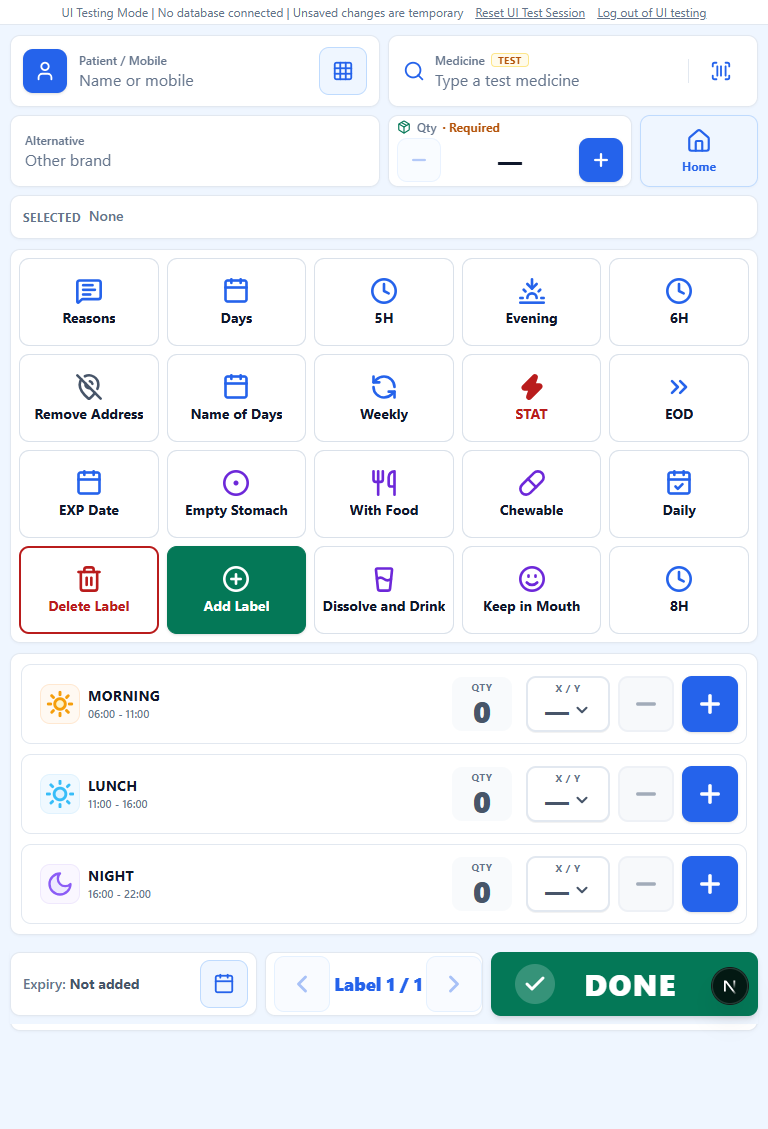 UI Testing Mode | No database connected | Unsaved changes are temporary Reset UI Test Session Log out of UI testing
Patient / Mobile
Name or mobile
Medicine TEST
Type a test medicine
Alternative
Other brand
Qty · Required
—
Home
SELECTED None
Reasons Days 5H Evening 6H
Remove Address Name of Days Weekly STAT EOD
EXP Date Empty Stomach With Food Chewable Daily
Delete Label Add Label Dissolve and Drink Keep in Mouth 8H
MORNING
06:00 - 11:00
QTY
0
X / Y
—
LUNCH
11:00 - 16:00
QTY
0
X / Y
—
NIGHT
16:00 - 22:00
QTY
0
X / Y
—
Expiry: Not added
Label 1 / 1
DONE
N